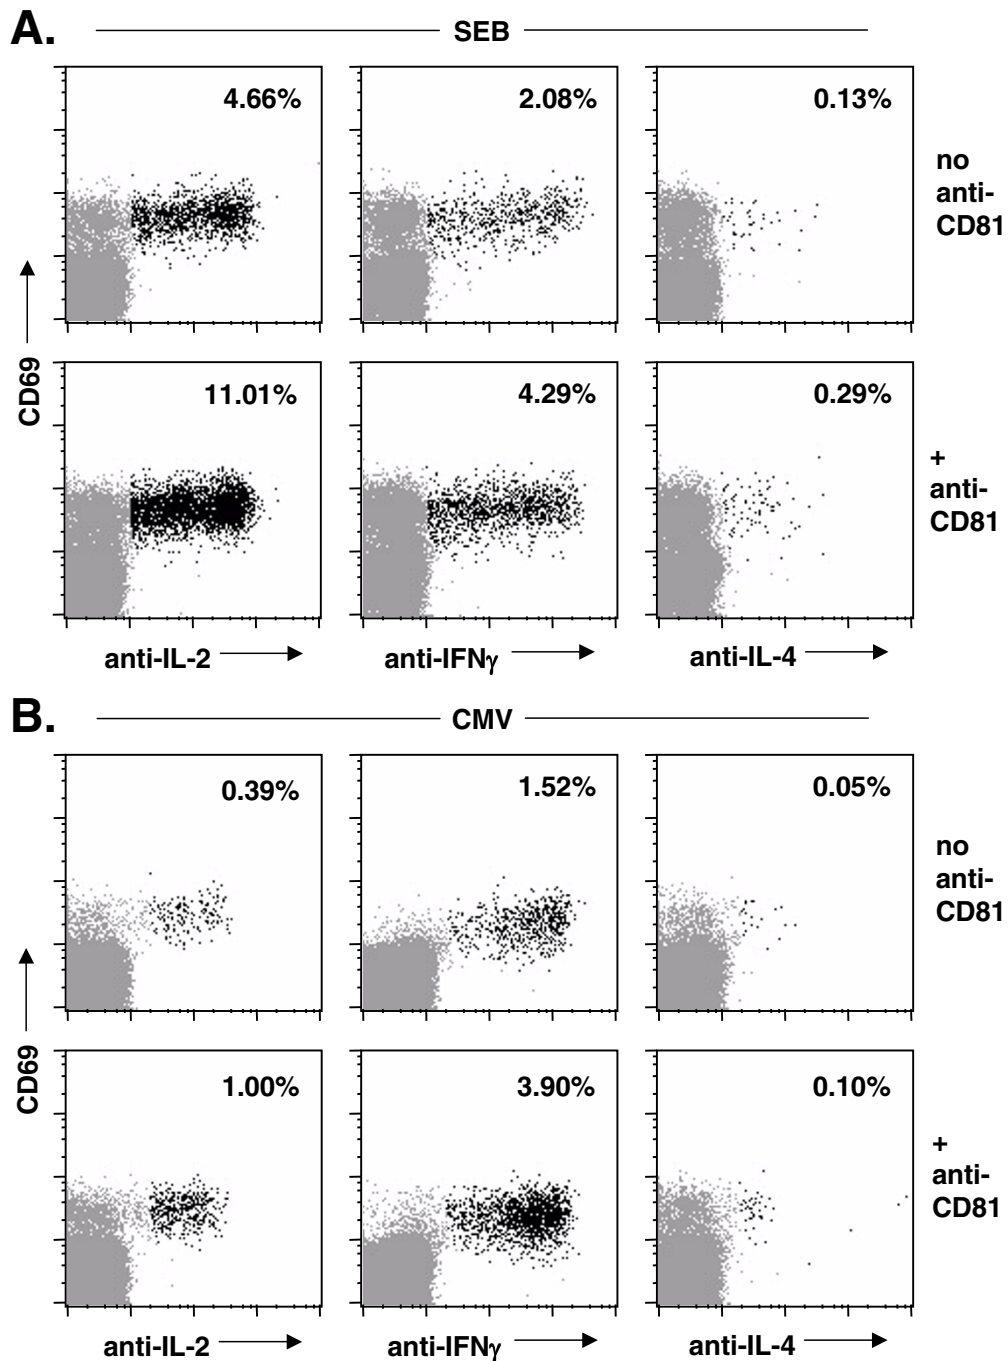 A.
SEB
4.66%
2.08%
0.13%
no
anti-
CD81
11.01%
4.29%
0.29%
+
anti-
CD81
CD69
anti-IL-2
anti-IFNγ
anti-IL-4
B.
CMV
0.39%
1.52%
0.05%
no
anti-
CD81
1.00%
3.90%
0.10%
+
anti-
CD81
CD69
anti-IL-2
anti-IFNγ
anti-IL-4